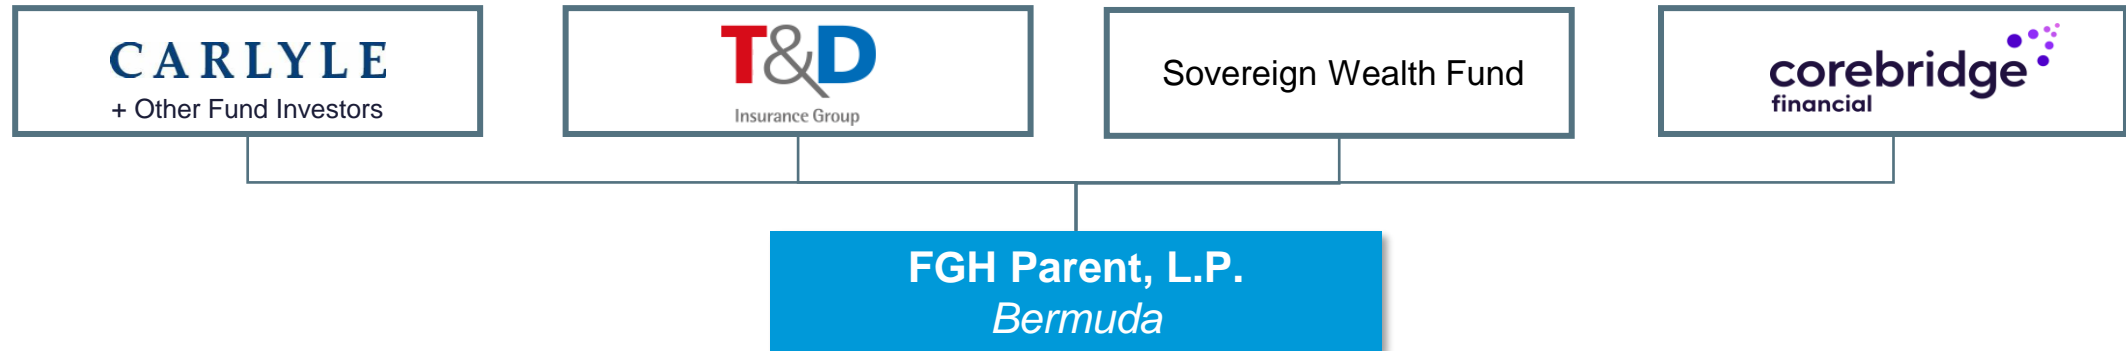 CARLYLE
+ Other Fund Investors
T&D
Insurance Group
Sovereign Wealth Fund
corebridge
financial
FGH Parent, L.P.
Bermuda